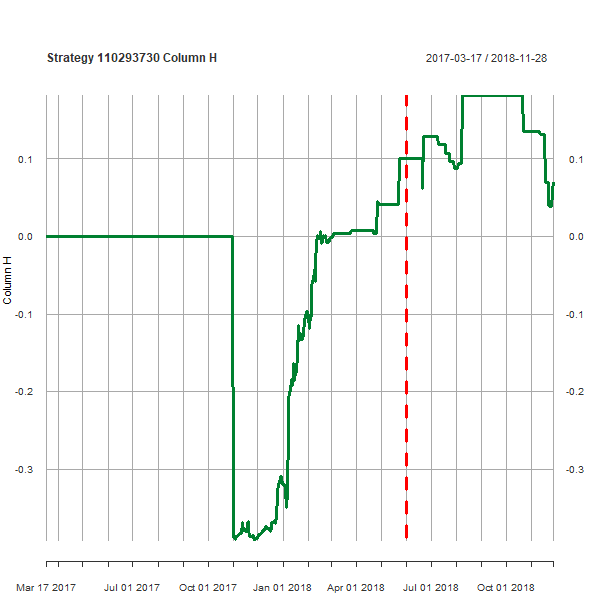 Strategy 110293730 Column H 2017-03-17 / 2018-11-28
0.1 0.1
0.0 0.0
-0.1 -0.1
-0.2 -0.2
-0.3 -0.3
Column H
Mar 17 2017 Jul 01 2017 Oct 01 2017 Jan 01 2018 Apr 01 2018 Jul 01 2018 Oct 01 2018